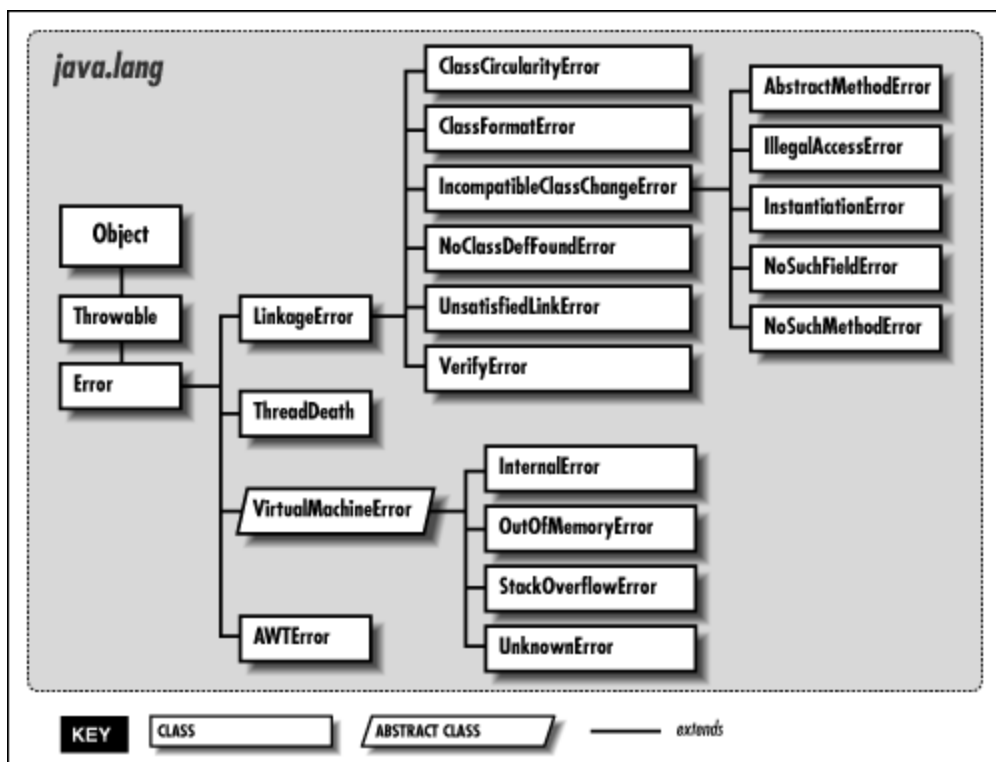 java.lang
Object
Throwable
Error
LinkageError
ThreadDeath
VirtualMachineError
AWTError
ClassCircularityError
ClassFormatError
IncompatibleClassChangeError
NoClassDefFoundError
UnsatisfiedLinkError
VerifyError
InternalError
OutOfMemoryError
StackOverflowError
UnknownError
AbstractMethodError
IllegalAccessError
InstantiationError
NoSuchFieldError
NoSuchMethodError
KEY
CLASS
ABSTRACT CLASS
extends